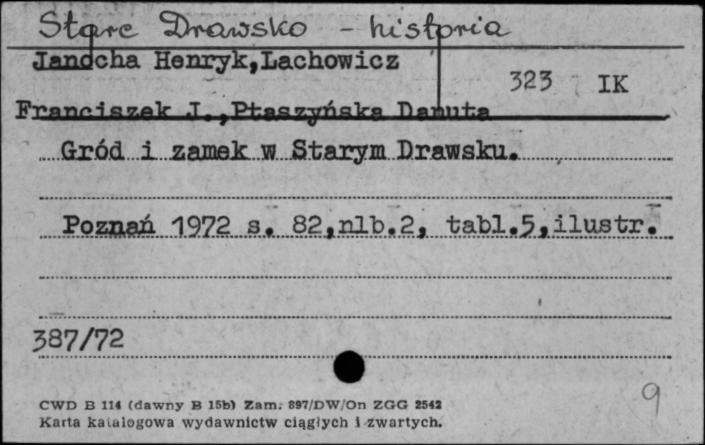 Stare Drawsko - historia
Janocha Henryk,Lachowicz
323 IK
Franciszek J.,Ptaszyńska Danuta
Gród i zamek w Starym Drawsku.
Poznań 1972 s. 82,nlb.2, tabl.5,ilustr.
387/72
9
CWD B 114 (dawny B 15b) Zam. 897/DW/On ZGG 2542
Karta katalogowa wydawnictw ciągłych i zwartych.